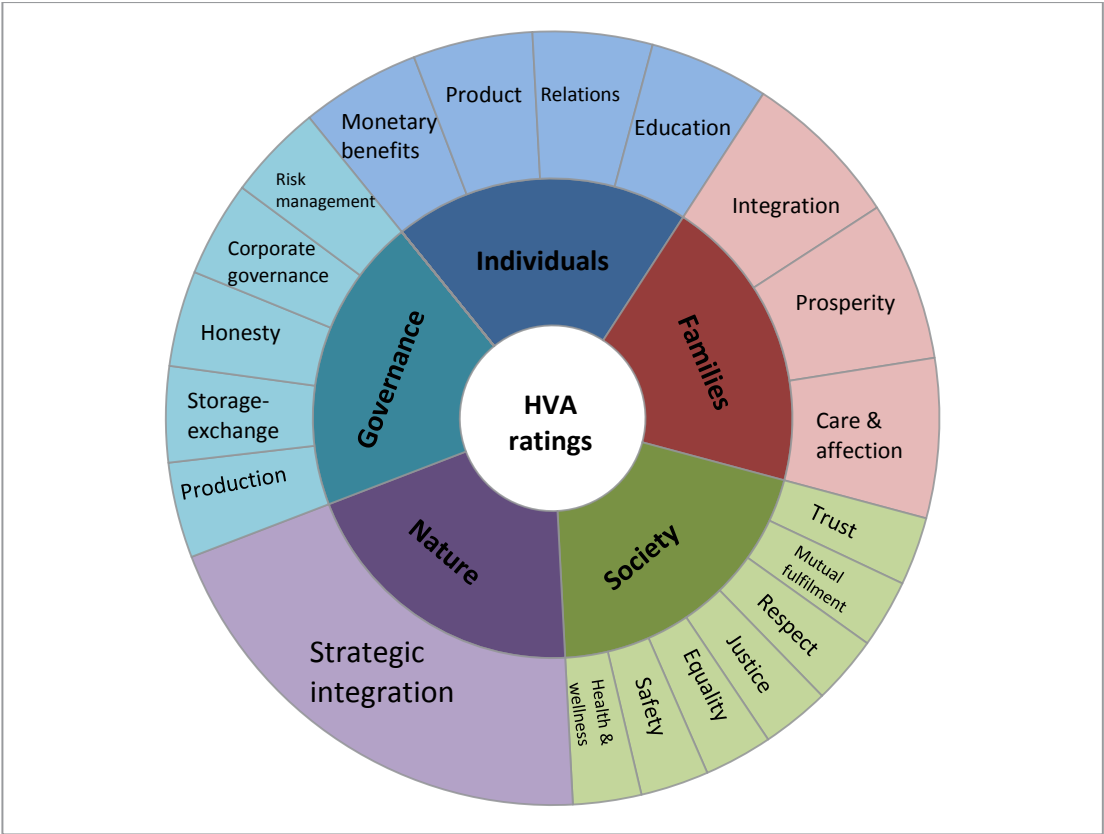 HVA
ratings
Individuals
Monetary
benefits
Product
Relations
Education
Families
Integration
Prosperity
Care &
affection
Society
Trust
Mutual
fulfilment
Respect
Justice
Equality
Safety
Health &
wellness
Nature
Strategic
integration
Governance
Production
Storage-
exchange
Honesty
Corporate
governance
Risk
management